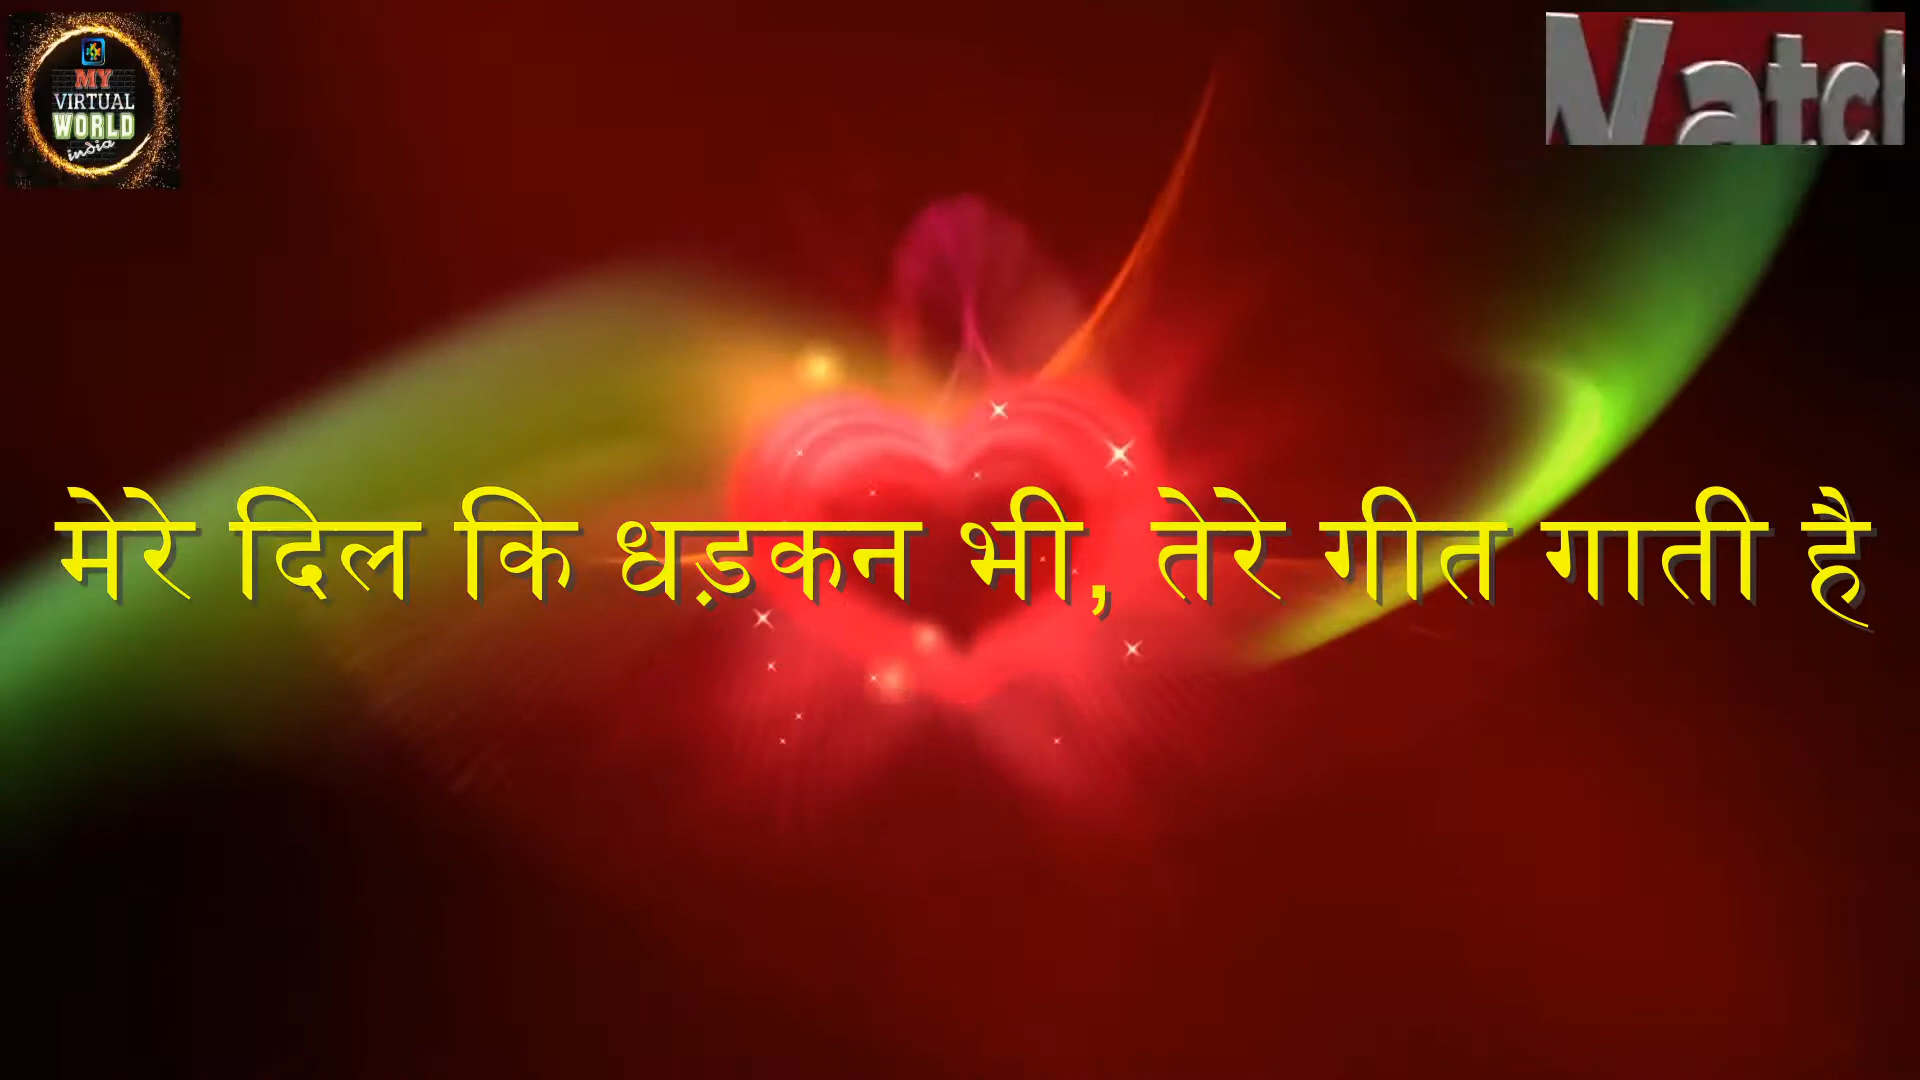 MY
VIRTUAL
WORLD
india
मेरे दिल कि धड़कन भी, तेरे गीत गाती है